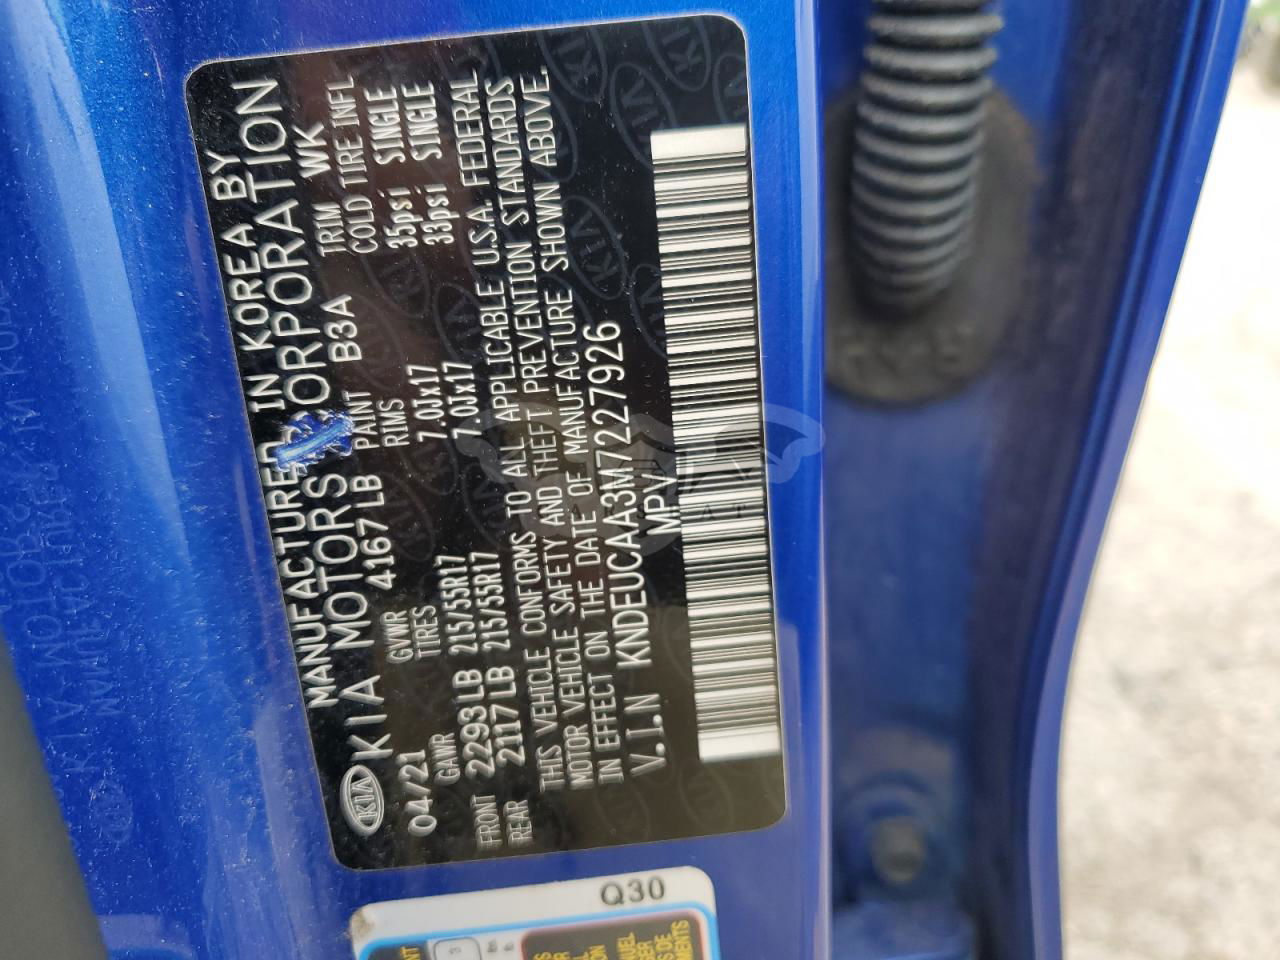 MANUFACTURED IN KOREA BY
KIA KIA MOTORS CORPORATION
04/21 GVWR 4167 LB PAINT B3A TRIM WK
GAWR TIRES RIMS COLD TIRE INFL
FRONT 2293 LB 215/55R17 7.0Jx17 35psi SINGLE
REAR 2117 LB 215/55R17 7.0Jx17 33psi SINGLE
THIS VEHICLE CONFORMS TO ALL APPLICABLE U.S.A. FEDERAL
MOTOR VEHICLE SAFETY AND THEFT PREVENTION STANDARDS
IN EFFECT ON THE DATE OF MANUFACTURE SHOWN ABOVE.
V.I.N KNDEUCAA3M7227926
MPV
Q30